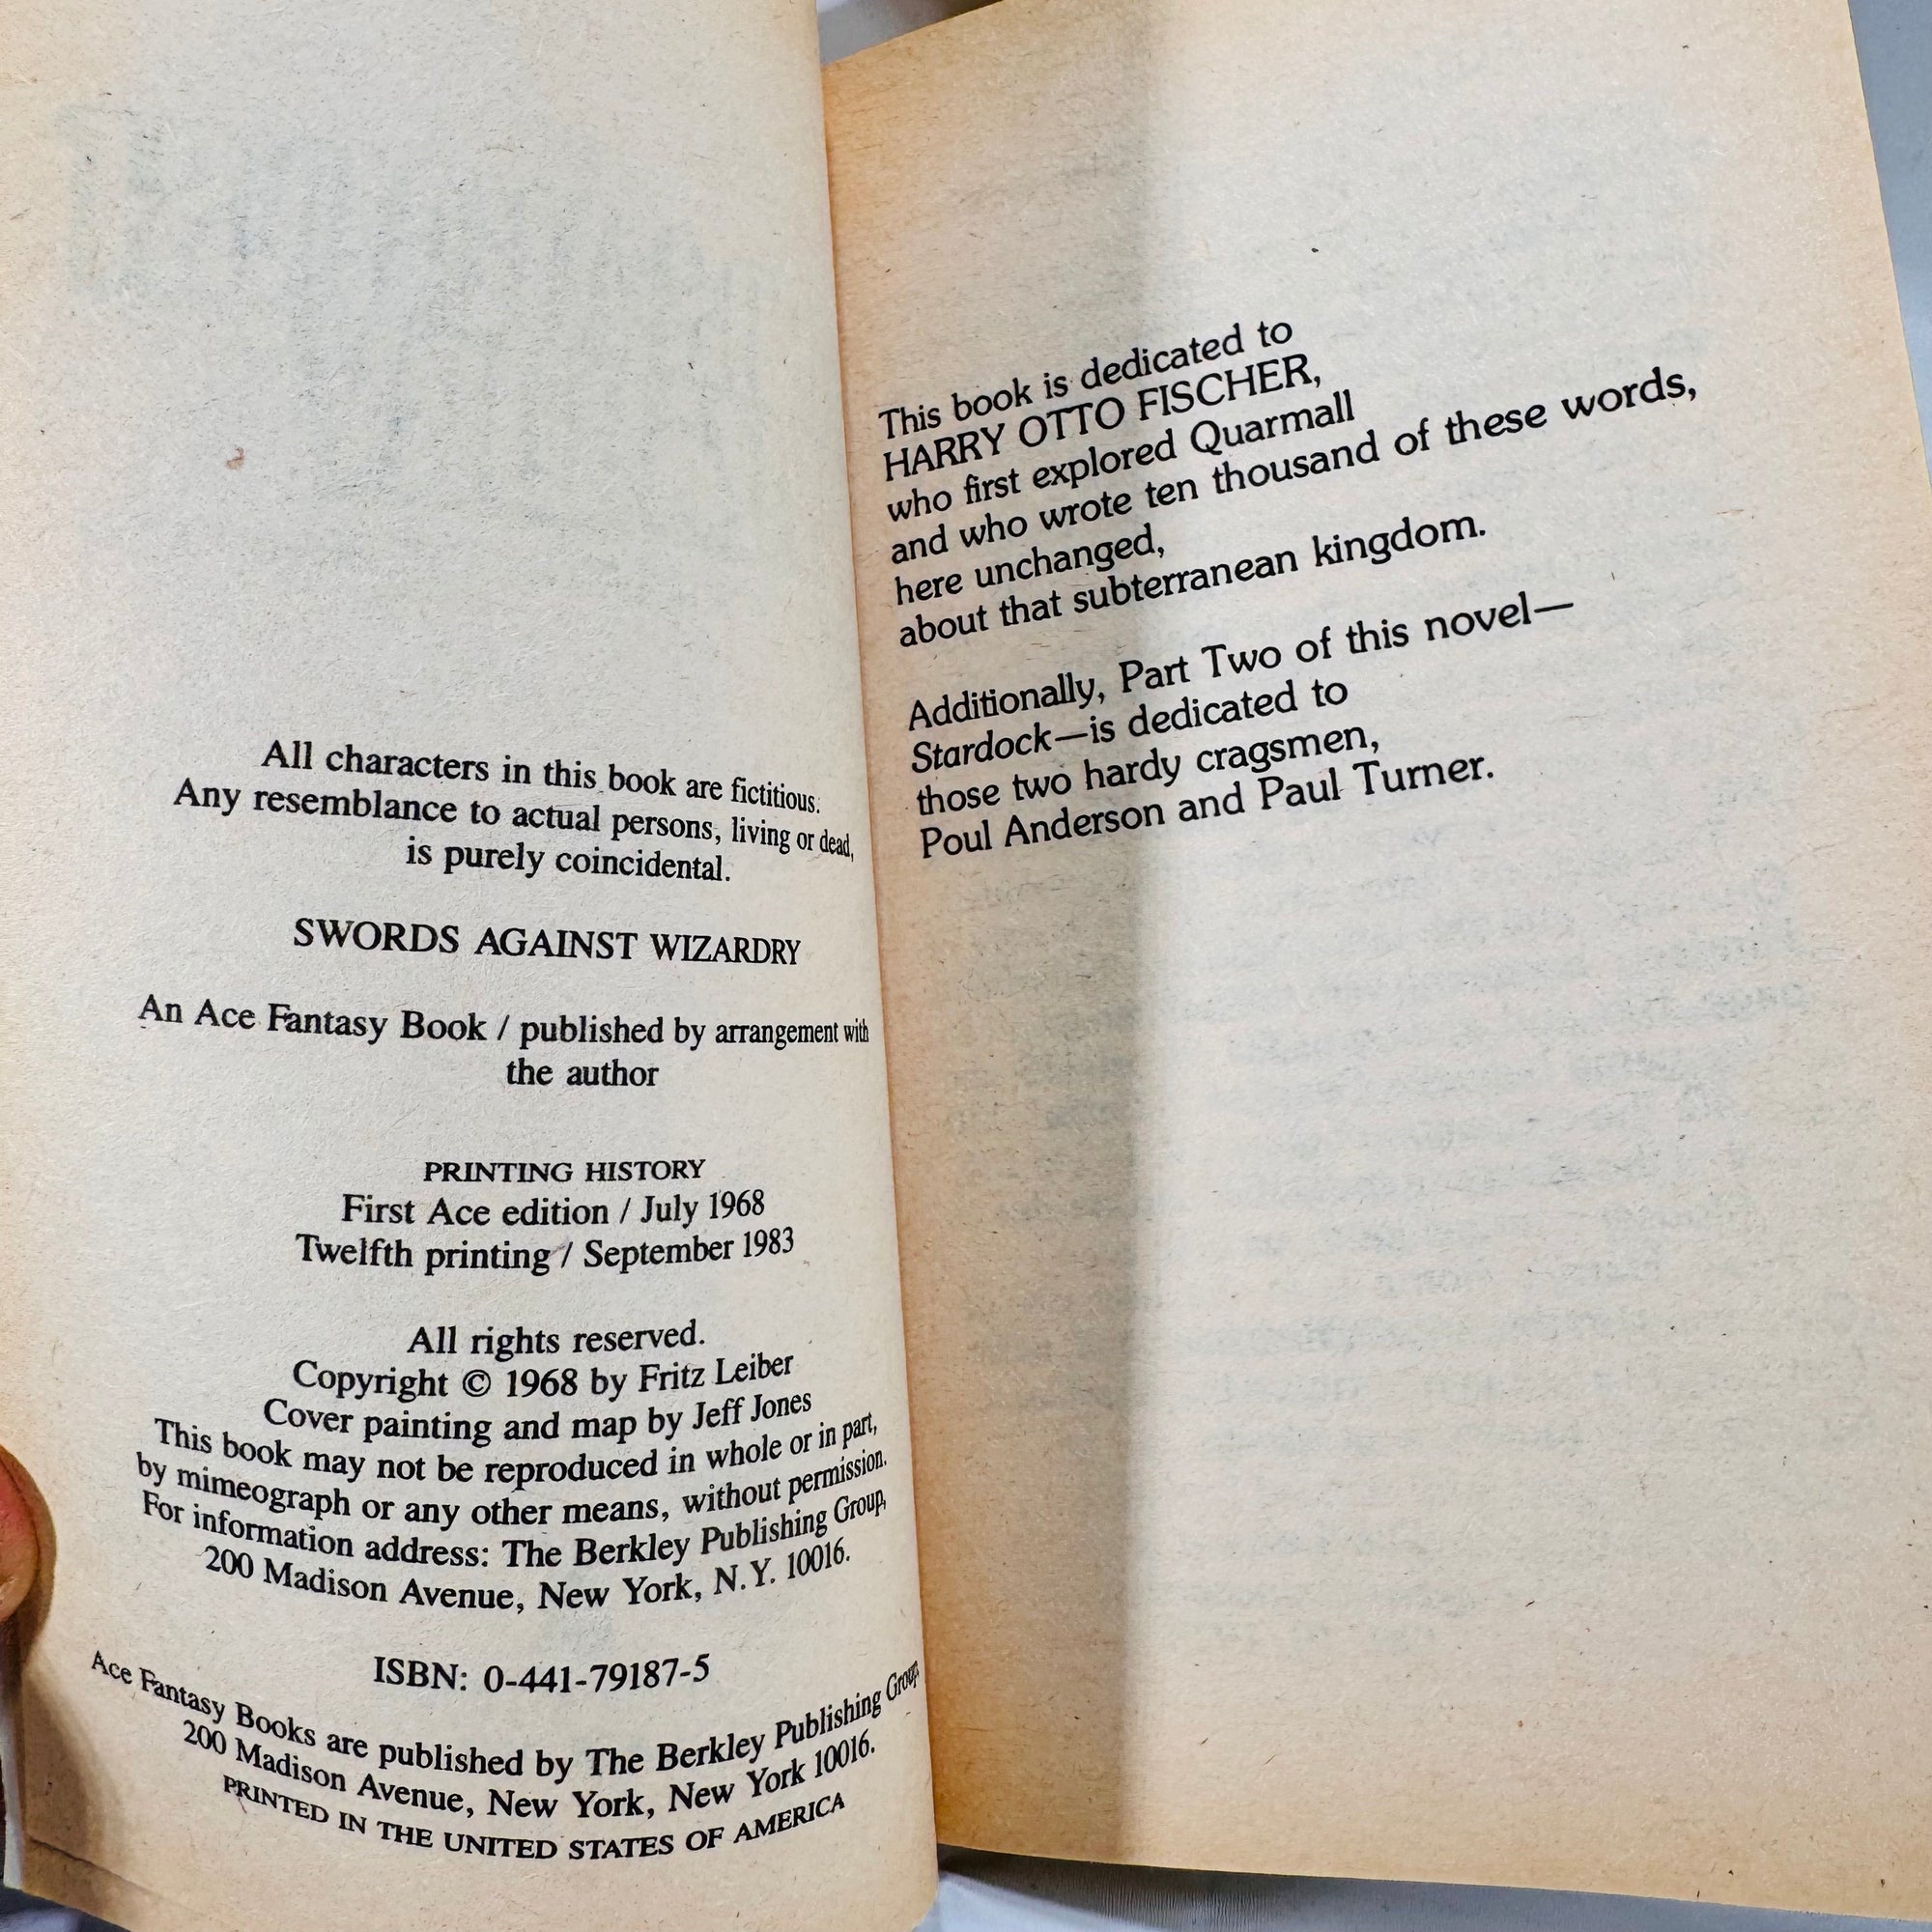 All characters in this book are fictitious.
Any resemblance to actual persons, living or dead,
is purely coincidental.
SWORDS AGAINST WIZARDRY
An Ace Fantasy Book / published by arrangement with
the author
PRINTING HISTORY
First Ace edition / July 1968
Twelfth printing / September 1983
All rights reserved.
Copyright © 1968 by Fritz Leiber
Cover painting and map by Jeff Jones
This book may not be reproduced in whole or in part,
by mimeograph or any other means, without permission.
For information address: The Berkley Publishing Group,
200 Madison Avenue, New York, N.Y. 10016.
ISBN: 0-441-79187-5
Ace Fantasy Books are published by The Berkley Publishing Group,
200 Madison Avenue, New York, New York 10016.
PRINTED IN THE UNITED STATES OF AMERICA
This book is dedicated to
HARRY OTTO FISCHER,
who first explored Quarmall
and who wrote ten thousand of these words,
here unchanged,
about that subterranean kingdom.
Additionally, Part Two of this novel—
Stardock—is dedicated to
those two hardy cragsmen,
Poul Anderson and Paul Turner.